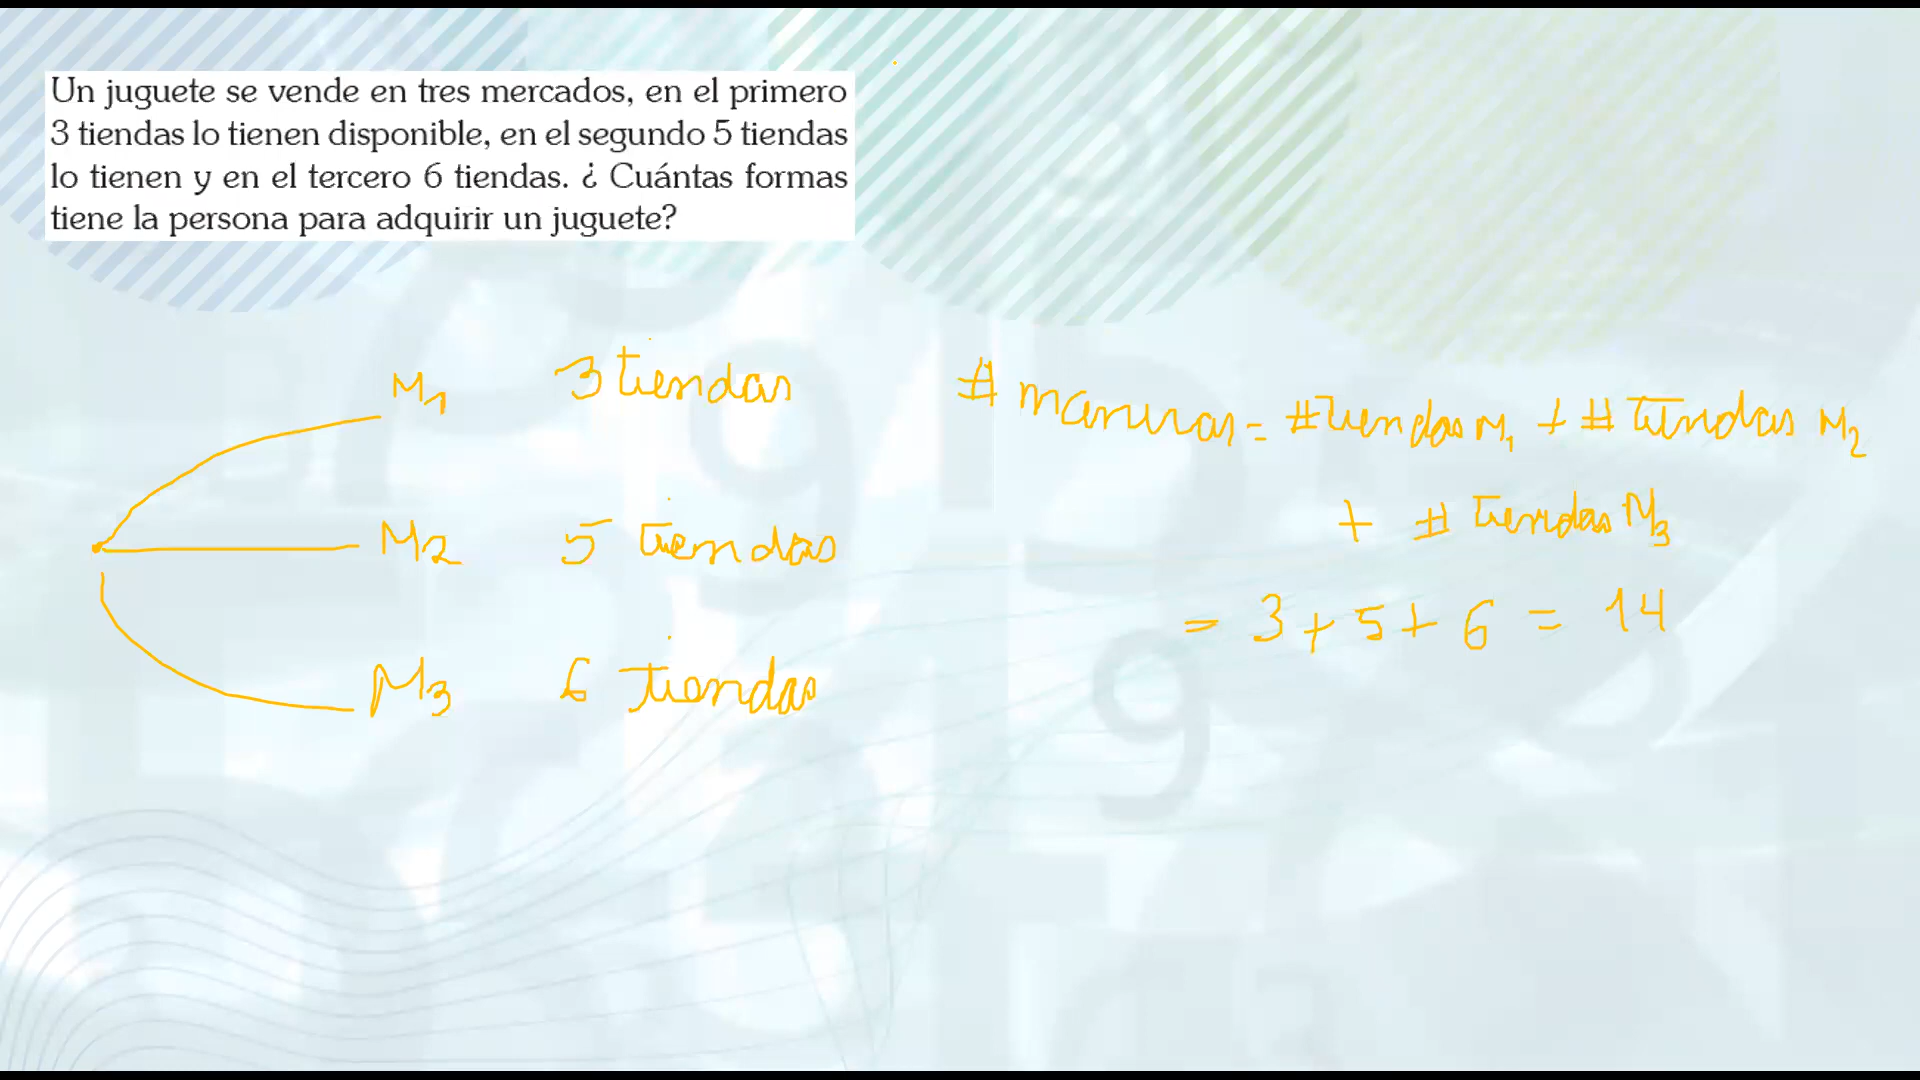 Un juguete se vende en tres mercados, en el primero
3 tiendas lo tienen disponible, en el segundo 5 tiendas
lo tienen y en el tercero 6 tiendas. ¿ Cuántas formas
tiene la persona para adquirir un juguete?
M1 3 tiendas
M2 5 tiendas
M3 6 tiendas
# maneras = # tiendas M1 + # tiendas M2
+ # tiendas M3
= 3 + 5 + 6 = 14